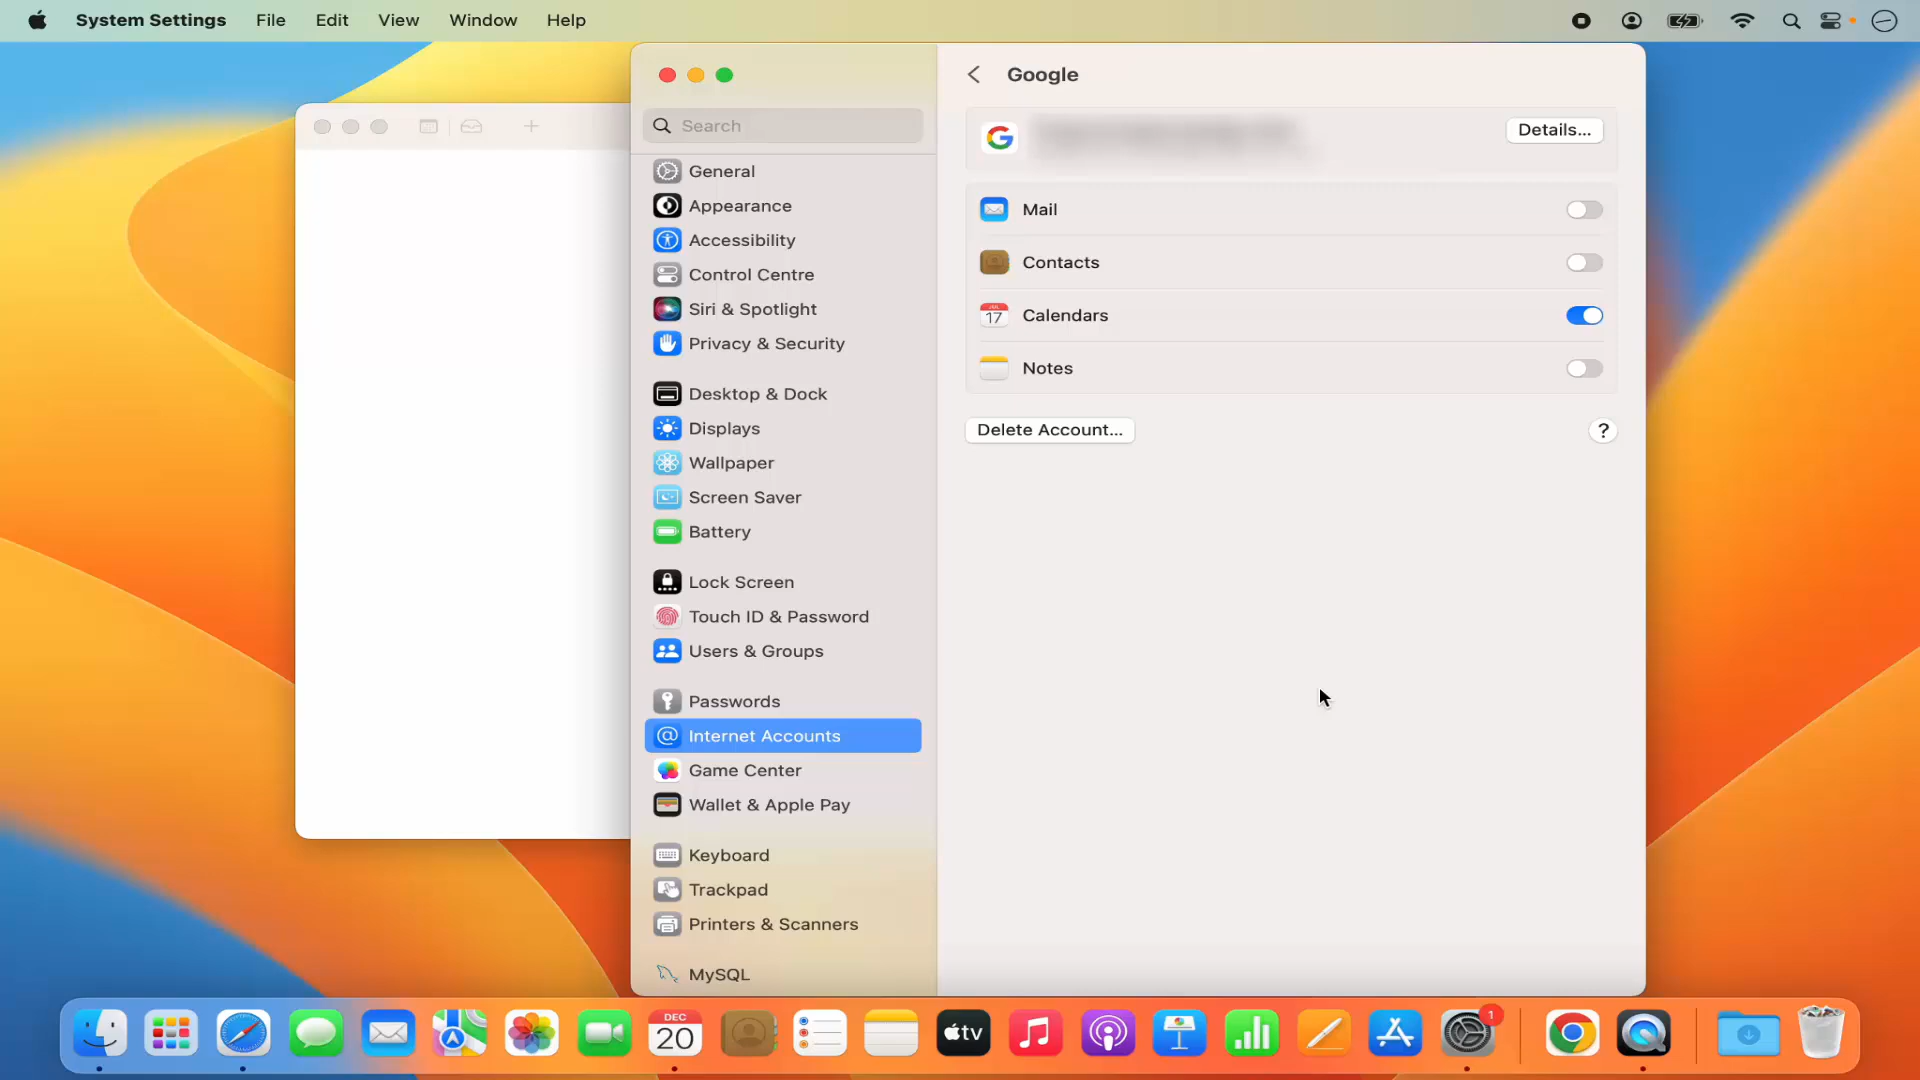 System Settings File Edit View Window Help
Google
Search
Details...
General
Appearance
Accessibility
Control Centre
Siri & Spotlight
Privacy & Security
Desktop & Dock
Displays
Wallpaper
Screen Saver
Battery
Lock Screen
Touch ID & Password
Users & Groups
Passwords
Internet Accounts
Game Center
Wallet & Apple Pay
Keyboard
Trackpad
Printers & Scanners
MySQL
Mail
Contacts
JUL
17
Calendars
Notes
Delete Account...
?
DEC
20
tv
1